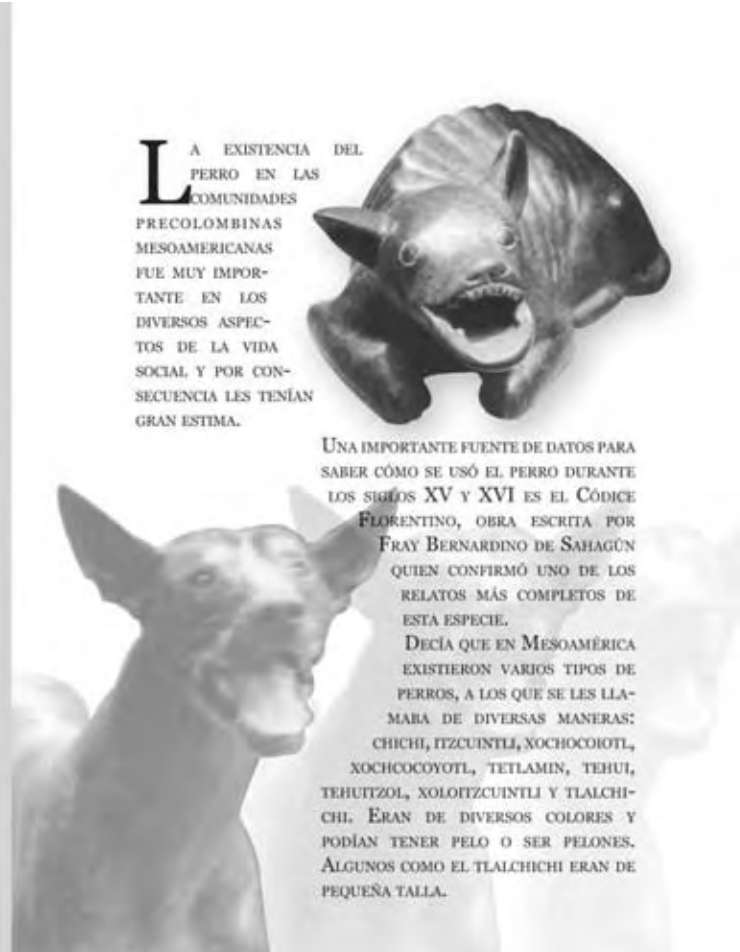 LA EXISTENCIA DEL
PERRO EN LAS
COMUNIDADES
PRECOLOMBINAS
MESOAMERICANAS
FUE MUY IMPOR-
TANTE EN LOS
DIVERSOS ASPEC-
TOS DE LA VIDA
SOCIAL Y POR CON-
SECUENCIA LES TENÍAN
GRAN ESTIMA.
UNA IMPORTANTE FUENTE DE DATOS PARA
SABER CÓMO SE USÓ EL PERRO DURANTE
LOS SIGLOS XV Y XVI ES EL CÓDICE
FLORENTINO, OBRA ESCRITA POR
FRAY BERNARDINO DE SAHAGÚN
QUIEN CONFIRMÓ UNO DE LOS
RELATOS MÁS COMPLETOS DE
ESTA ESPECIE.
DECÍA QUE EN MESOAMÉRICA
EXISTIERON VARIOS TIPOS DE
PERROS, A LOS QUE SE LES LLA-
MABA DE DIVERSAS MANERAS:
CHICHI, ITZCUINTLI, XOCHOCOIOTL,
XOCHCOCOYOTL, TETLAMIN, TEHUI,
TEHUITZOL, XOLOITZCUINTLI Y TLALCHI-
CHI. ERAN DE DIVERSOS COLORES Y
PODÍAN TENER PELO O SER PELONES.
ALGUNOS COMO EL TLALCHICHI ERAN DE
PEQUEÑA TALLA.